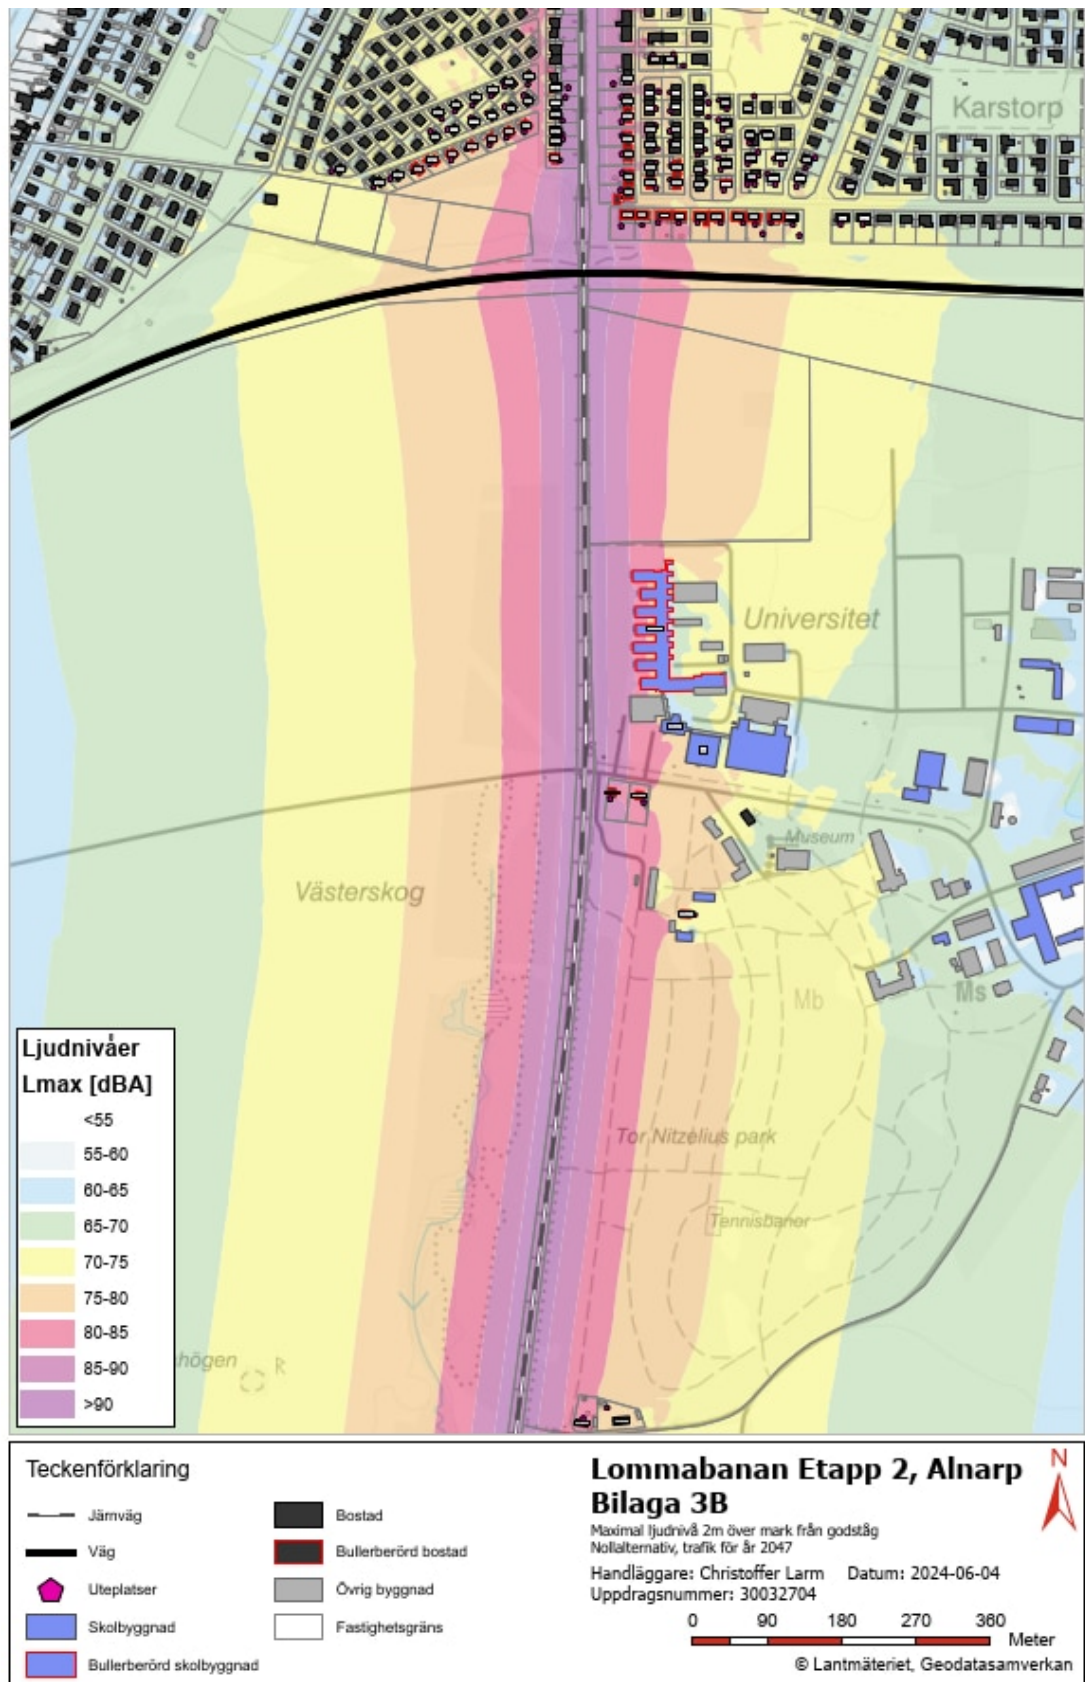 Karstorp
Universitet
Museum
Västerskog
Mb
Ms
Tor Nitzelius park
Tennisbanor
högen
R
Ljudnivåer
Lmax [dBA]
<55
55-60
60-65
65-70
70-75
75-80
80-85
85-90
>90
Teckenförklaring
Järnväg
Väg
Uteplatser
Skolbyggnad
Bullerberörd skolbyggnad
Bostad
Bullerberörd bostad
Övrig byggnad
Fastighetsgräns
Lommabanan Etapp 2, Alnarp
Bilaga 3B
Maximal ljudnivå 2m över mark från godståg
Nollalternativ, trafik för år 2047
Handläggare: Christoffer Larm Datum: 2024-06-04
Uppdragsnummer: 30032704
N
0 90 180 270 360
Meter
© Lantmäteriet, Geodatasamverkan